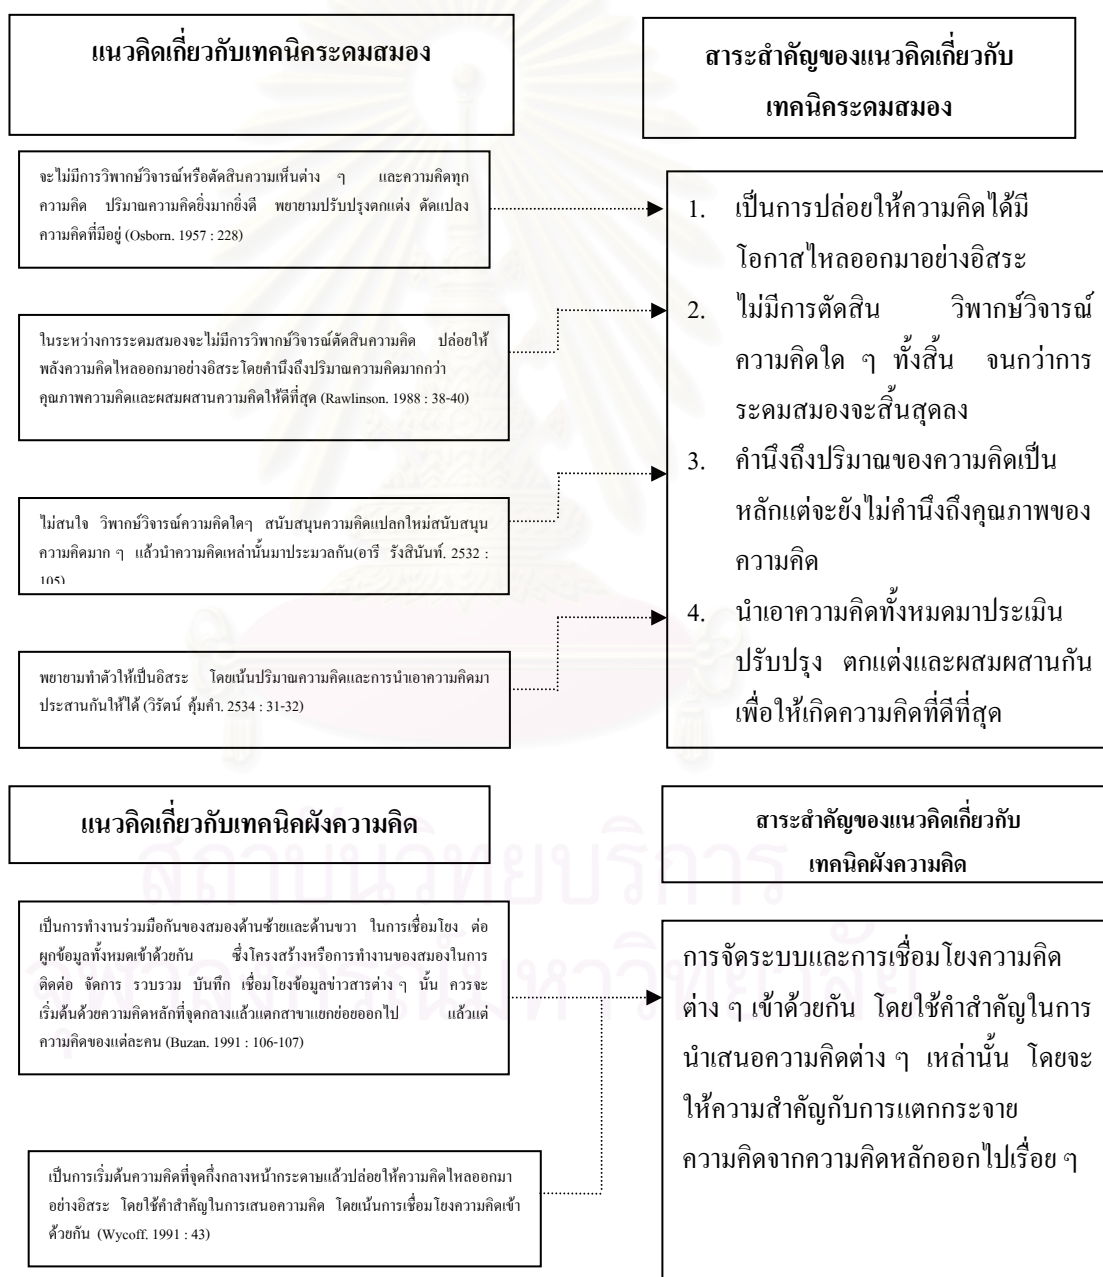 แนวคิดเกี่ยวกับเทคนิคระดมสมอง
สาระสำคัญของแนวคิดเกี่ยวกับ
เทคนิคระดมสมอง
จะไม่มีการวิพากษ์วิจารณ์หรือตัดสินความเห็นต่าง ๆ และความคิดทุก
ความคิด ปริมาณความคิดยิ่งมากยิ่งดี พยายามปรับปรุงตกแต่ง ดัดแปลง
ความคิดที่มีอยู่ (Osborn. 1957 : 228)
ในระหว่างการระดมสมองจะไม่มีการวิพากษ์วิจารณ์ตัดสินความคิด ปล่อยให้
พลังความคิดไหลออกมาอย่างอิสระโดยคำนึงถึงปริมาณความคิดมากกว่า
คุณภาพความคิดและผสมผสานความคิดให้ดีที่สุด (Rawlinson. 1988 : 38-40)
ไม่สนใจ วิพากษ์วิจารณ์ความคิดใดๆ สนับสนุนความคิดแปลกใหม่สนับสนุน
ความคิดมาก ๆ แล้วนำความคิดเหล่านั้นมาประมวลกัน(อารี รังสินันท์. 2532 :
105)
พยายามทำตัวให้เป็นอิสระ โดยเน้นปริมาณความคิดและการนำเอาความคิดมา
ประสานกันให้ได้ (วิรัตน์ คุ้มคำ. 2534 : 31-32)
1. เป็นการปล่อยให้ความคิดได้มี
โอกาสไหลออกมาอย่างอิสระ
2. ไม่มีการตัดสิน วิพากษ์วิจารณ์
ความคิดใด ๆ ทั้งสิ้น จนกว่าการ
ระดมสมองจะสิ้นสุดลง
3. คำนึงถึงปริมาณของความคิดเป็น
หลักแต่จะยังไม่คำนึงถึงคุณภาพของ
ความคิด
4. นำเอาความคิดทั้งหมดมาประเมิน
ปรับปรุง ตกแต่งและผสมผสานกัน
เพื่อให้เกิดความคิดที่ดีที่สุด
แนวคิดเกี่ยวกับเทคนิคผังความคิด
สาระสำคัญของแนวคิดเกี่ยวกับ
เทคนิคผังความคิด
เป็นการทำงานร่วมมือกันของสมองด้านซ้ายและด้านขวา ในการเชื่อมโยง ต่อ
ผูกข้อมูลทั้งหมดเข้าด้วยกัน ซึ่งโครงสร้างหรือการทำงานของสมองในการ
ติดต่อ จัดการ รวบรวม บันทึก เชื่อมโยงข้อมูลข่าวสารต่าง ๆ นั้น ควรจะ
เริ่มต้นด้วยความคิดหลักที่จุดกลางแล้วแตกสาขาแยกย่อยออกไป แล้วแต่
ความคิดของแต่ละคน (Buzan. 1991 : 106-107)
เป็นการเริ่มต้นความคิดที่จุดกึ่งกลางหน้ากระดาษแล้วปล่อยให้ความคิดไหลออกมา
อย่างอิสระ โดยใช้คำสำคัญในการเสนอความคิด โดยเน้นการเชื่อมโยงความคิดเข้า
ด้วยกัน (Wycoff. 1991 : 43)
การจัดระบบและการเชื่อมโยงความคิด
ต่าง ๆ เข้าด้วยกัน โดยใช้คำสำคัญในการ
นำเสนอความคิดต่าง ๆ เหล่านั้น โดยจะ
ให้ความสำคัญกับการแตกกระจาย
ความคิดจากความคิดหลักออกไปเรื่อย ๆ
สถาบันวิทยบริการ
จุฬาลงกรณ์มหาวิทยาลัย